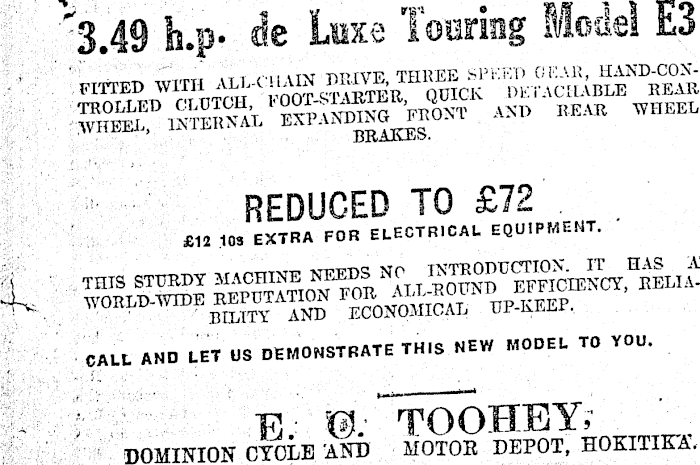 3.49 h.p. de Luxe Touring Model E3
FITTED WITH ALL-CHAIN DRIVE, THREE SPEED GEAR, HAND-CON-
TROLLED CLUTCH, FOOT-STARTER, QUICK DETACHABLE REAR
WHEEL, INTERNAL EXPANDING FRONT AND REAR WHEEL
BRAKES.
REDUCED TO £72
£12 10s EXTRA FOR ELECTRICAL EQUIPMENT.
THIS STURDY MACHINE NEEDS NO INTRODUCTION. IT HAS A
WORLD-WIDE REPUTATION FOR ALL-ROUND EFFICIENCY, RELIA-
BILITY AND ECONOMICAL UP-KEEP.
CALL AND LET US DEMONSTRATE THIS NEW MODEL TO YOU.
E. C. TOOHEY,
DOMINION CYCLE AND MOTOR DEPOT, HOKITIKA.